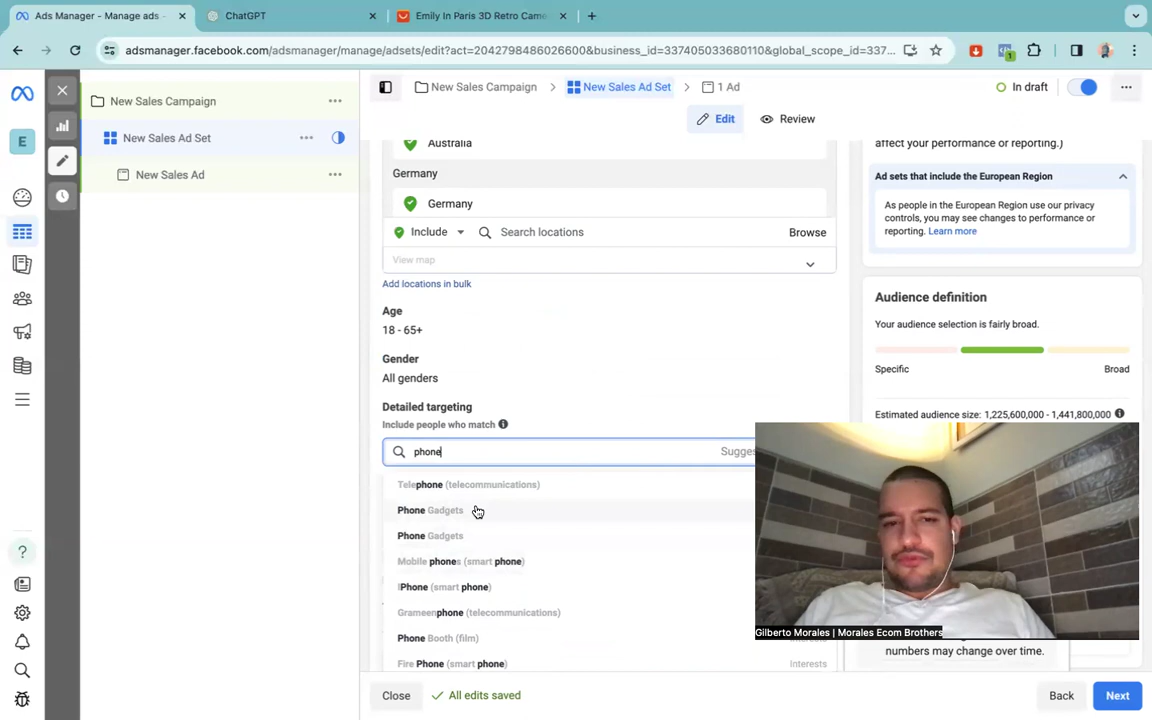 Ads Manager - Manage ads -
ChatGPT
Emily In Paris 3D Retro Came
adsmanager.facebook.com/adsmanager/manage/adsets/edit?act=2042798486026600&business_id=337405033680110&global_scope_id=337...
1
New Sales Campaign
New Sales Ad Set
1 Ad
In draft
Edit
Review
E
New Sales Campaign
New Sales Ad Set
New Sales Ad
Australia
Germany
Germany
Include
Search locations
Browse
View map
Add locations in bulk
Age
18 - 65+
Gender
All genders
Detailed targeting
Include people who match
phone
Sugges
Telephone (telecommunications)
Phone Gadgets
Phone Gadgets
Mobile phones (smart phone)
IPhone (smart phone)
Grameenphone (telecommunications)
Phone Booth (film)
Fire Phone (smart phone)
Interests
affect your performance or reporting.)
Ad sets that include the European Region
As people in the European Region use our privacy
controls, you may see changes to performance or
reporting. Learn more
Audience definition
Your audience selection is fairly broad.
Specific
Broad
Estimated audience size: 1,225,600,000 - 1,441,800,000
Gilberto Morales | Morales Ecom Brothers
numbers may change over time.
Close
All edits saved
Back
Next